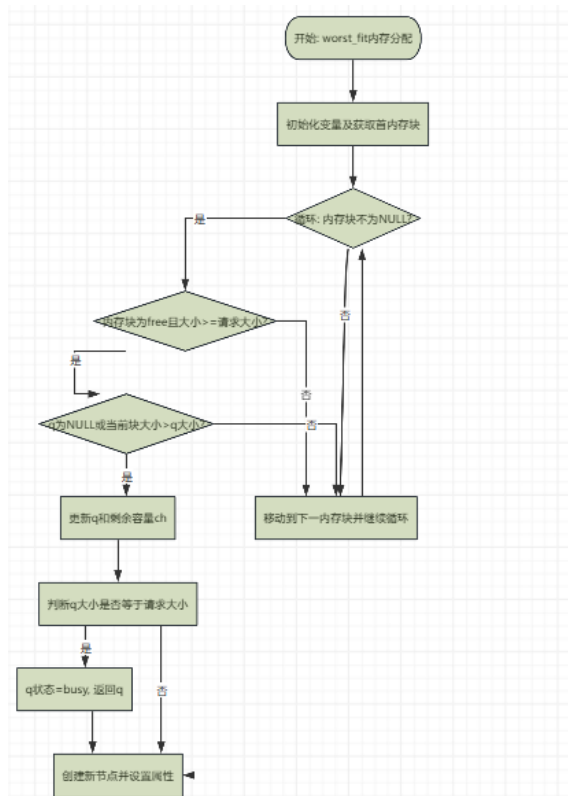 开始: worst_fit内存分配
初始化变量及获取首内存块
循环: 内存块不为NULL?
是
内存块为free且大小>=请求大小?
否
是
否
否
q为NULL或当前块大小>q大小?
是
更新q和剩余容量ch
移动到下一内存块并继续循环
判断q大小是否等于请求大小
是
q状态=busy, 返回q
否
创建新节点并设置属性